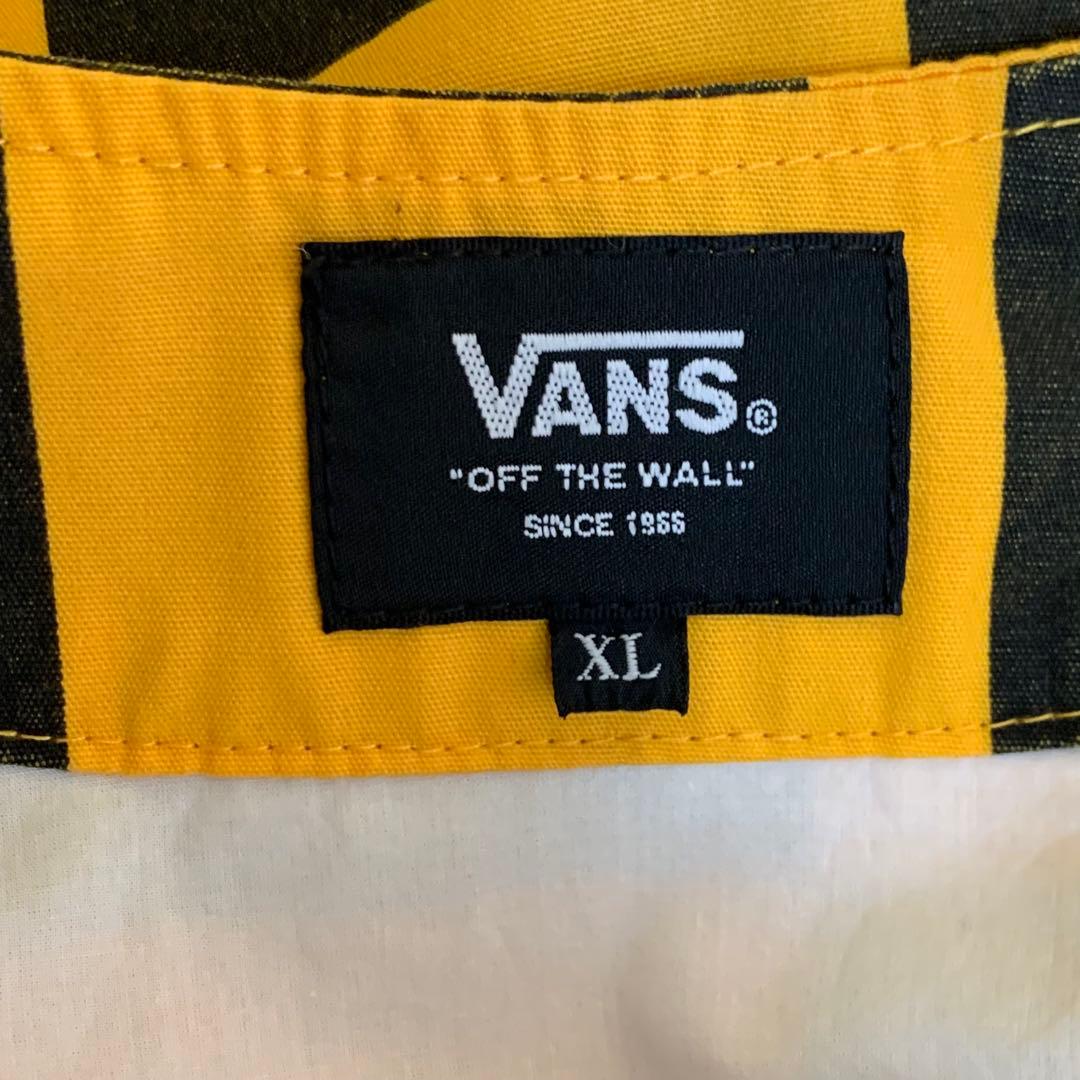 VANS®
"OFF THE WALL"
SINCE 1966
XL